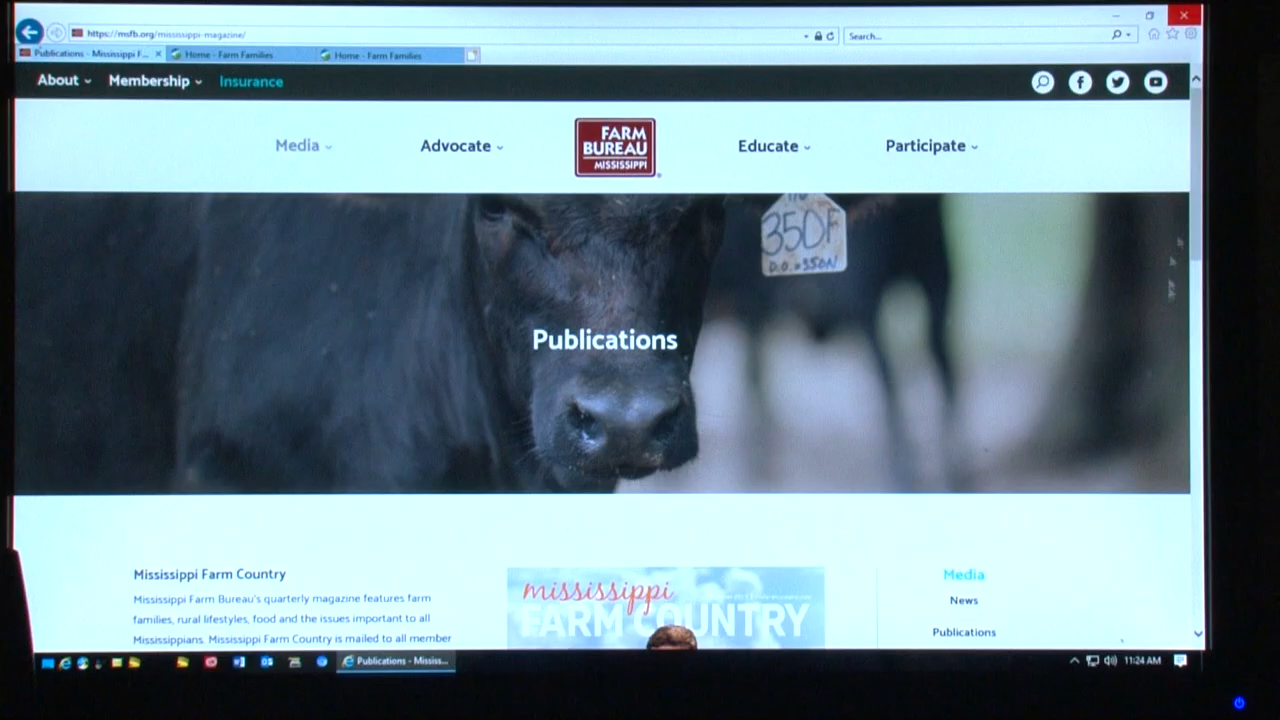 https://msfb.org/mississippi-magazine/
Search...
Publications - Mississippi F...
Home - Farm Families
Home - Farm Families
About
Membership
Insurance
Media
Advocate
FARM
BUREAU
MISSISSIPPI
Educate
Participate
350F
Publications
Mississippi Farm Country
Mississippi Farm Bureau's quarterly magazine features farm
families, rural lifestyles, food and the issues important to all
Mississippians. Mississippi Farm Country is mailed to all member
mississippi
FARM COUNTRY
Media
News
Publications
Publications - Mississ...
11:24 AM